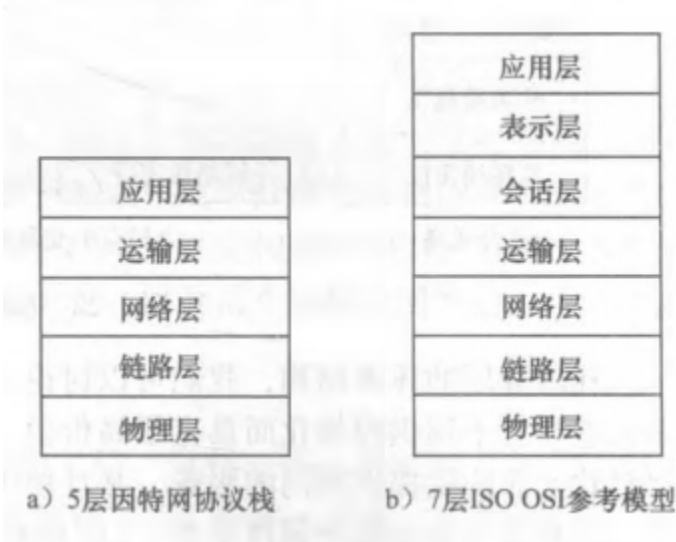 应用层
运输层
网络层
链路层
物理层
a）5层因特网协议栈
应用层
表示层
会话层
运输层
网络层
链路层
物理层
b）7层ISO OSI参考模型